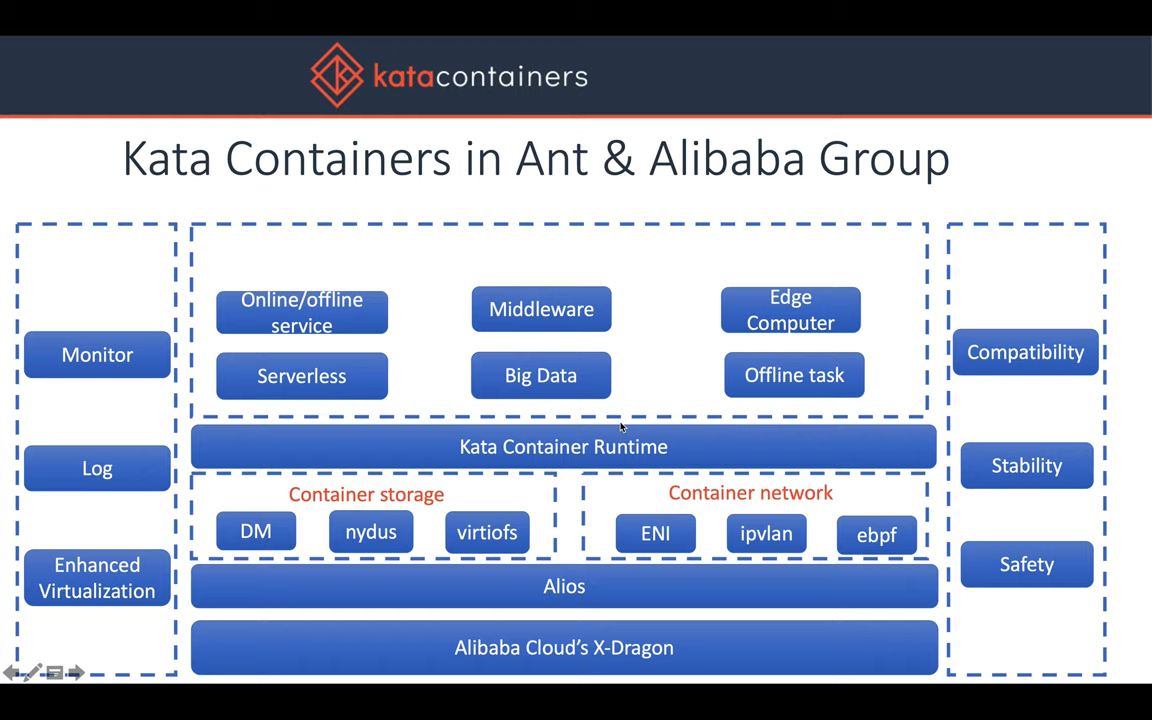 katacontainers
Kata Containers in Ant & Alibaba Group
Monitor
Log
Enhanced
Virtualization
Online/offline
service
Middleware
Edge
Computer
Serverless
Big Data
Offline task
Kata Container Runtime
Container storage
DM
nydus
virtiofs
Container network
ENI
ipvlan
ebpf
Alios
Alibaba Cloud’s X-Dragon
Compatibility
Stability
Safety